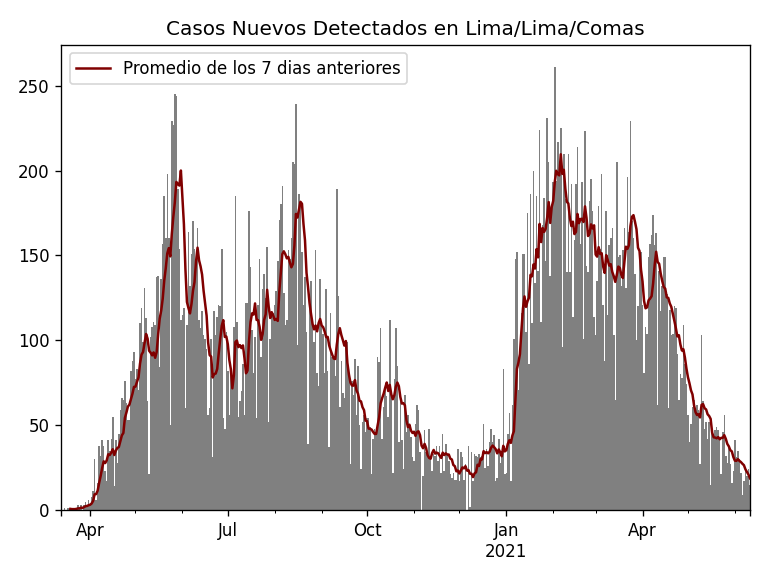 Casos Nuevos Detectados en Lima/Lima/Comas
Promedio de los 7 dias anteriores
250
200
150
100
50
0
Apr Jul Oct Jan Apr
2021